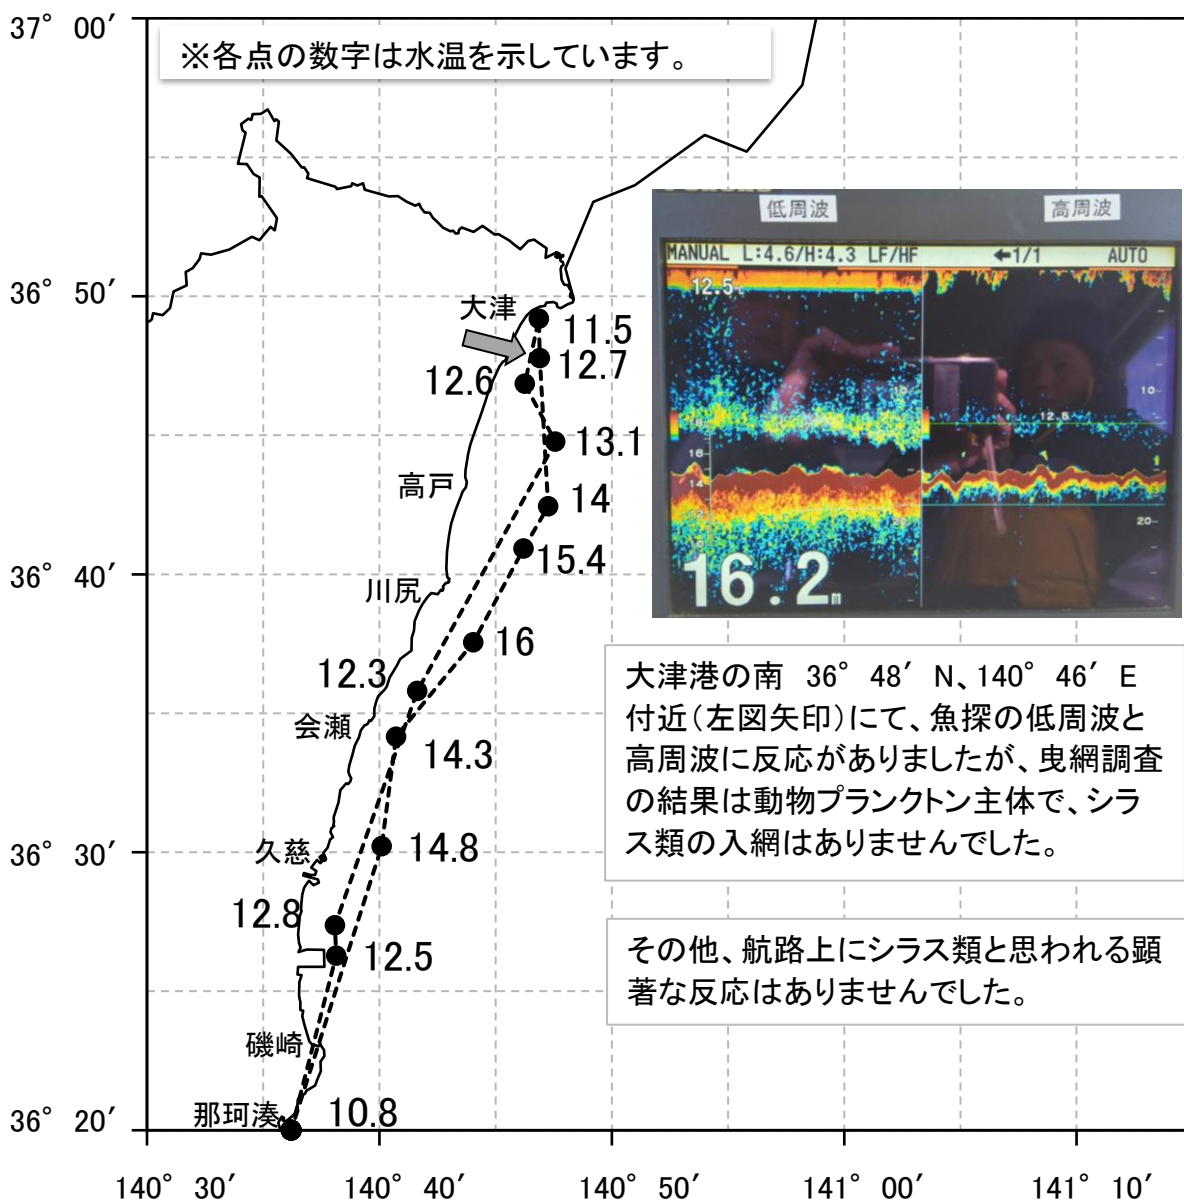 37° 00′
※各点の数字は水温を示しています。
低周波
高周波
MANUAL L:4.6/H:4.3 LF/HF
←1/1
AUTO
12.5
36° 50′
大津
11.5
12.7
12.6
10
12.5
13.1
16
14
高戸
14
20
15.4
16.2m
36° 40′
川尻
16
12.3
大津港の南 36° 48′ N、140° 46′ E
付近(左図矢印)にて、魚探の低周波と
高周波に反応がありましたが、曳網調査
の結果は動物プランクトン主体で、シラ
ス類の入網はありませんでした。
会瀬
14.3
36° 30′
久慈
14.8
12.8
12.5
その他、航路上にシラス類と思われる顕
著な反応はありませんでした。
磯崎
那珂湊
10.8
36° 20′
140° 30′
140° 40′
140° 50′
141° 00′
141° 10′